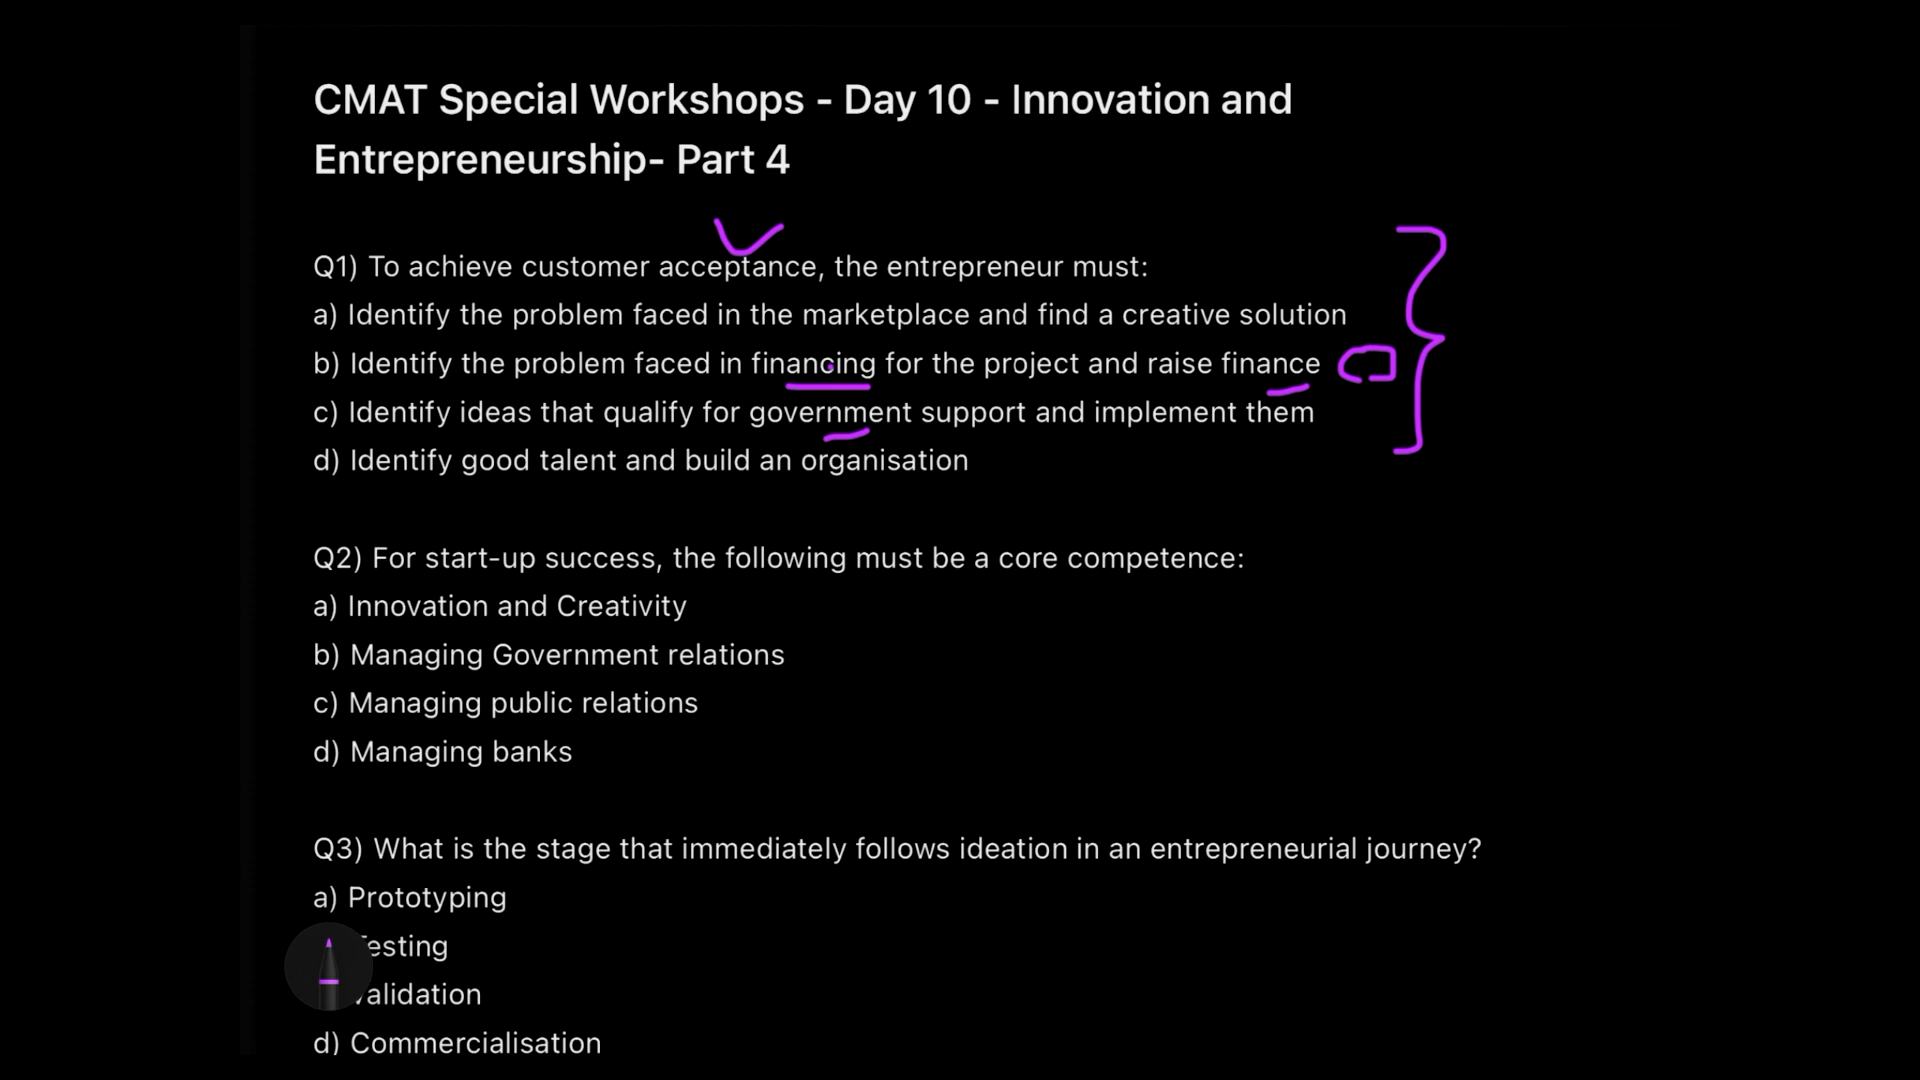 CMAT Special Workshops - Day 10 - Innovation and
Entrepreneurship- Part 4
Q1) To achieve customer acceptance, the entrepreneur must:
a) Identify the problem faced in the marketplace and find a creative solution
b) Identify the problem faced in financing for the project and raise finance
c) Identify ideas that qualify for government support and implement them
d) Identify good talent and build an organisation
Q2) For start-up success, the following must be a core competence:
a) Innovation and Creativity
b) Managing Government relations
c) Managing public relations
d) Managing banks
Q3) What is the stage that immediately follows ideation in an entrepreneurial journey?
a) Prototyping
Testing
Validation
d) Commercialisation